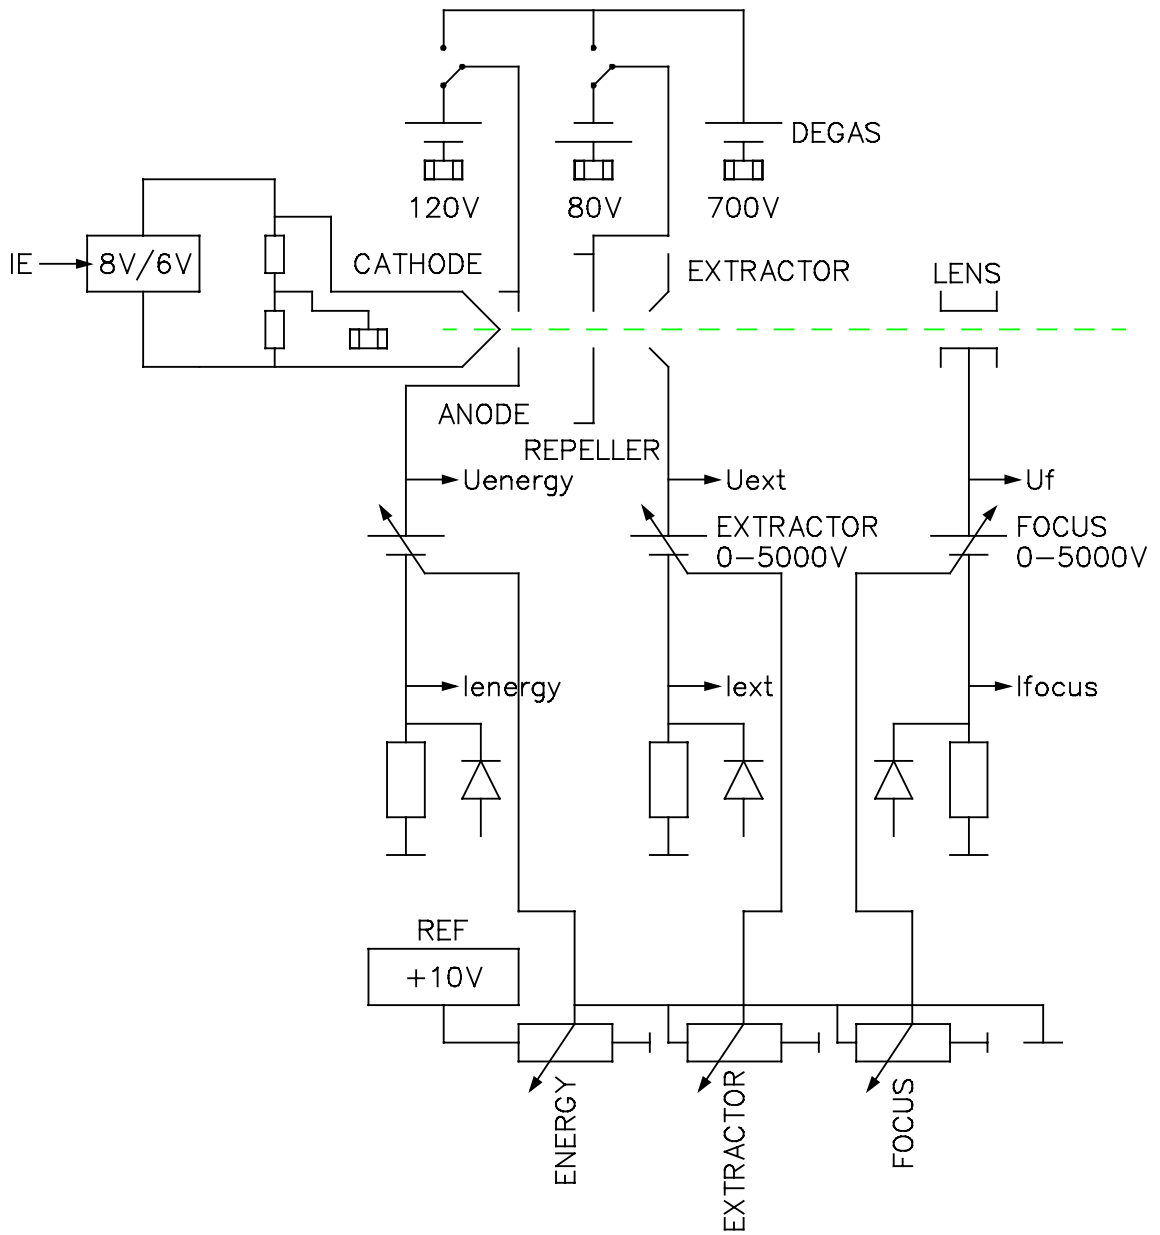 DEGAS
120V
80V
700V
IE
8V/6V
CATHODE
EXTRACTOR
LENS
ANODE
REPELLER
Uenergy
Uext
Uf
EXTRACTOR
0-5000V
FOCUS
0-5000V
Ienergy
Iext
Ifocus
REF
+10V
ENERGY
EXTRACTOR
FOCUS